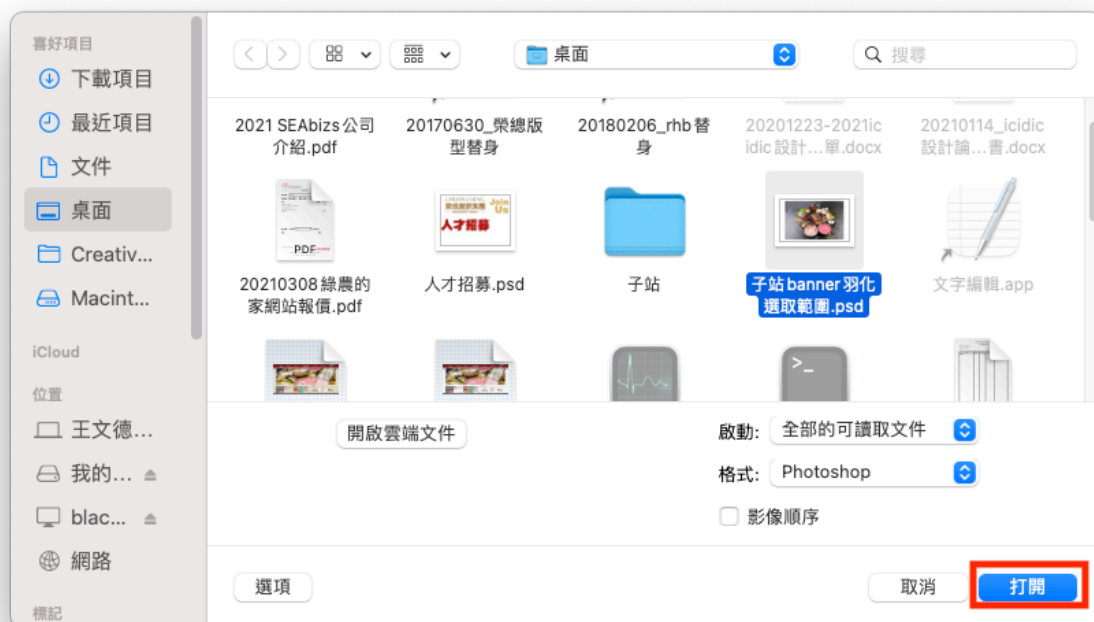 喜好項目
下載項目
最近項目
文件
桌面
Creativ...
Macint...
iCloud
位置
王文德...
我的...
blac...
網路
標記
桌面
搜尋
2021 SEAbizs公司
介紹.pdf
20170630_榮總版
型替身
20180206_rhb替
身
20201223-2021ic
idic設計...單.docx
20210114_icidic
設計論...書.docx
PDF
20210308綠農的
家網站報價.pdf
Join
Us
人才招募
人才招募.psd
子站
子站banner羽化
選取範圍.psd
文字編輯.app
>_
開啟雲端文件
啟動: 全部的可讀取文件
格式: Photoshop
影像順序
選項
取消
打開